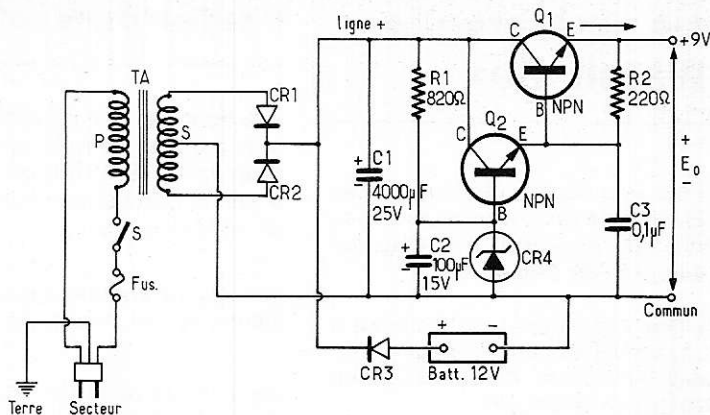 ligne +
Q1
C
E
+9V
TA
P
S
CR1
CR2
R1
820Ω
B
NPN
R2
220Ω
Q2
C
E
+
E₀
-
C1
+
-
4000μF
25V
NPN
B
C3
0,1μF
S
+
-
C2
100μF
15V
CR4
Fus.
Commun
+ -
CR3
Batt. 12V
Terre
Secteur